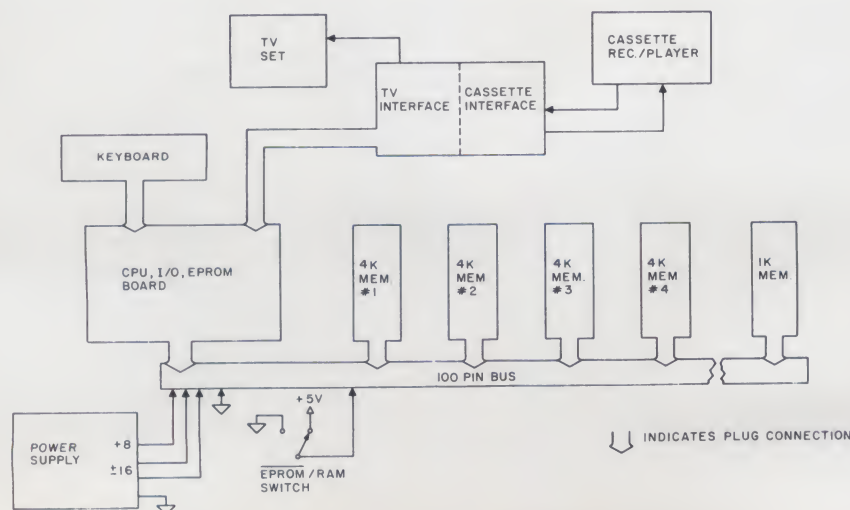 TV
SET
CASSETTE
REC./PLAYER
TV
INTERFACE
CASSETTE
INTERFACE
KEYBOARD
CPU, I/O, EPROM
BOARD
4K
MEM
#1
4K
MEM
#2
4K
MEM.
#3
4K
MEM
#4
1K
MEM.
100 PIN BUS
+5V
POWER
SUPPLY
+8
±16
EPROM/RAM
SWITCH
INDICATES PLUG CONNECTION